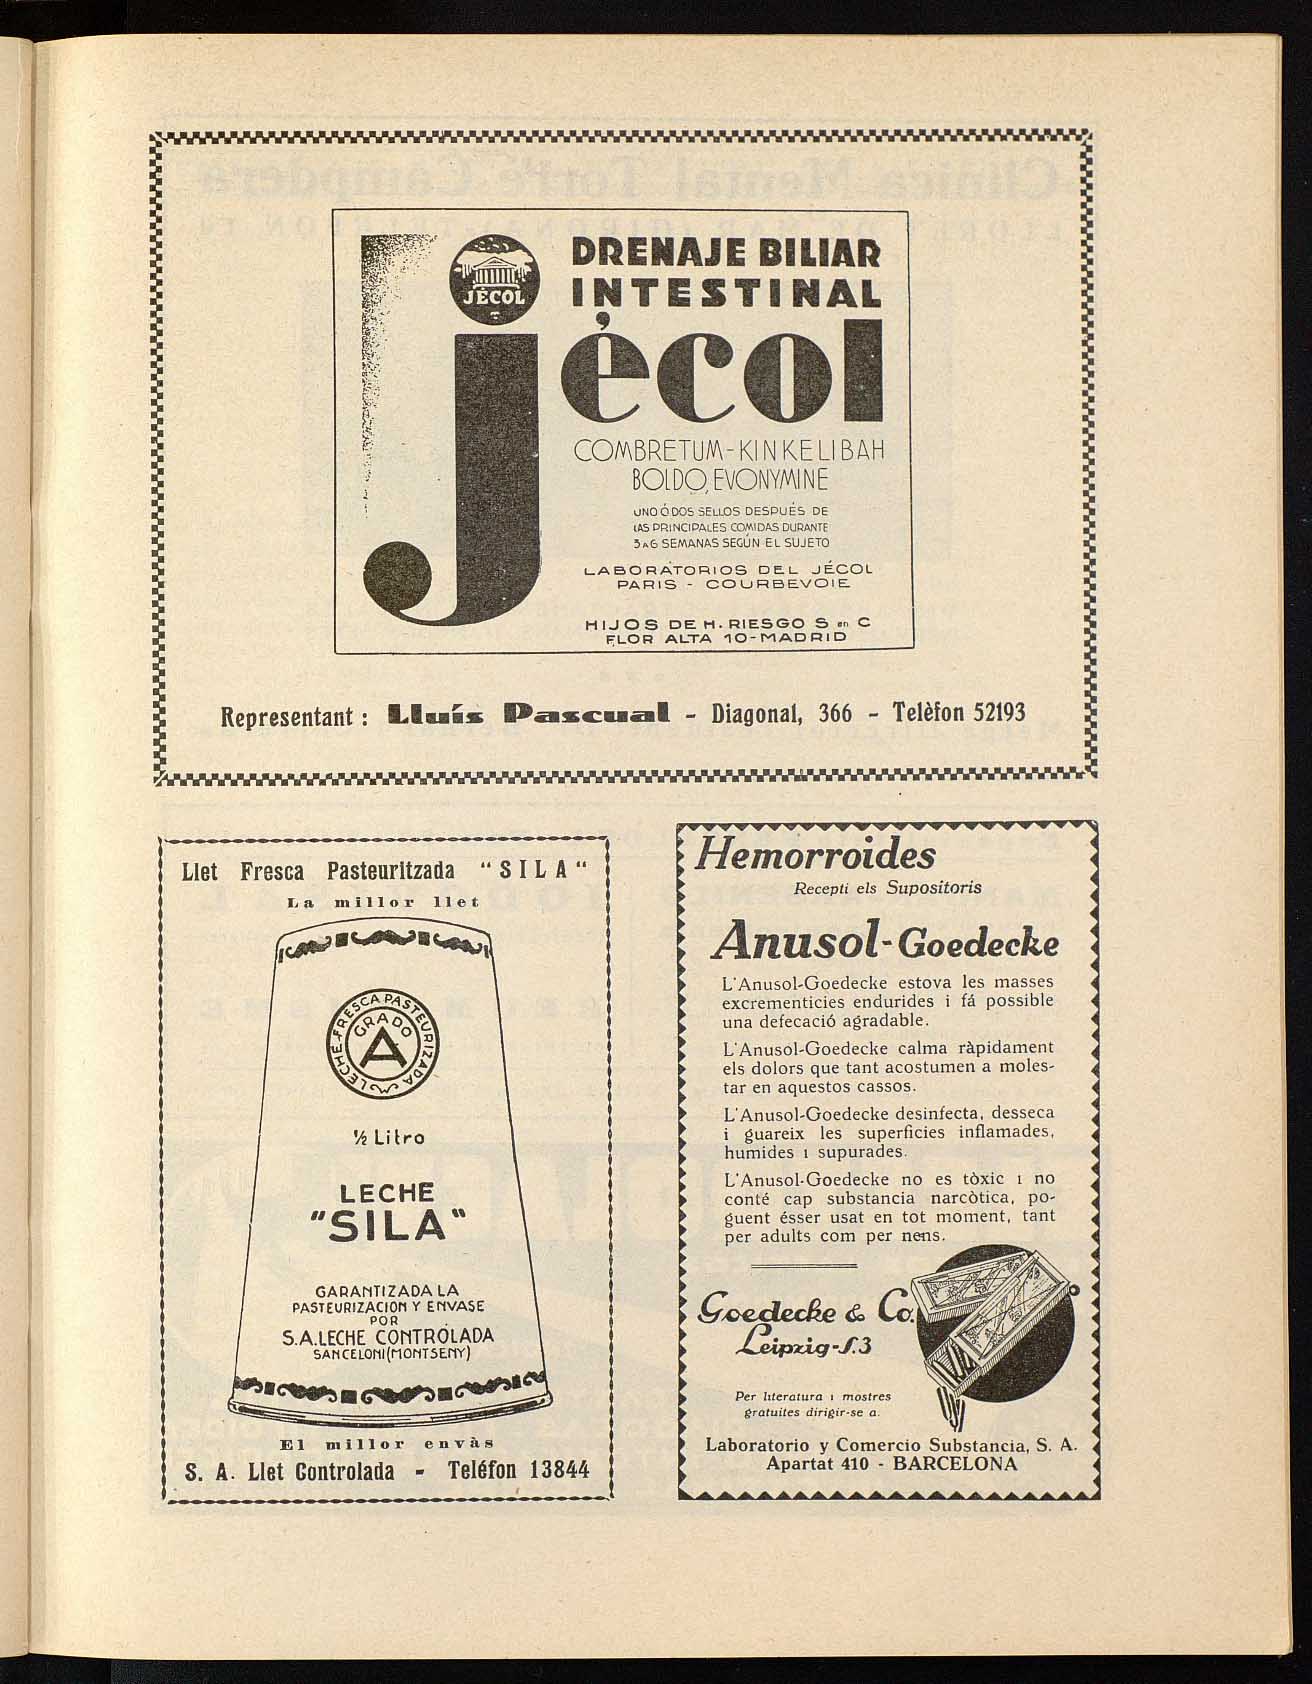 JÈCOL
DRENAJE BILIAR
INTESTINAL
jècol
COMBRETUM-KINKELIBAH
BOLDO, EVONYMINE
UNO Ó DOS SELLOS DESPUÉS DE
LAS PRINCIPALES COMIDAS DURANTE
3 A 6 SEMANAS SEGÚN EL SUJETO
LABORATORIOS DEL JÉCOL
PARIS - COURBEVOIE
HIJOS DE H. RIESGO S en C
FLOR ALTA 10-MADRID
Representant : Lluís Pascual - Diagonal, 366 - Telèfon 52193
Llet Fresca Pasteuritzada "SILA"
La millor llet
LECHE-FRESCA PASTEURIZADA
GRADO
A
½ Litro
LECHE
"SILA"
GARANTIZADA LA
PASTEURIZACION Y ENVASE
POR
S.A. LECHE CONTROLADA
SAN CELONI (MONTSENY)
El millor envàs
S. A. Llet Controlada - Teléfon 13844
Hemorroides
Recepti els Supositoris
Anusol-Goedecke
L'Anusol-Goedecke estova les masses
excrementicies endurides i fá possible
una defecació agradable.
L'Anusol-Goedecke calma ràpidament
els dolors que tant acostumen a moles-
tar en aquestos cassos.
L'Anusol-Goedecke desinfecta, desseca
i guareix les superficies inflamades,
humides i supurades.
L'Anusol-Goedecke no es tòxic i no
conté cap substancia narcòtica, po-
guent ésser usat en tot moment, tant
per adults com per nens.
Goedecke & Co.
Leipzig-S.3
Per literatura i mostres
gratuites dirigir-se a.
Laboratorio y Comercio Substancia, S. A.
Apartat 410 - BARCELONA